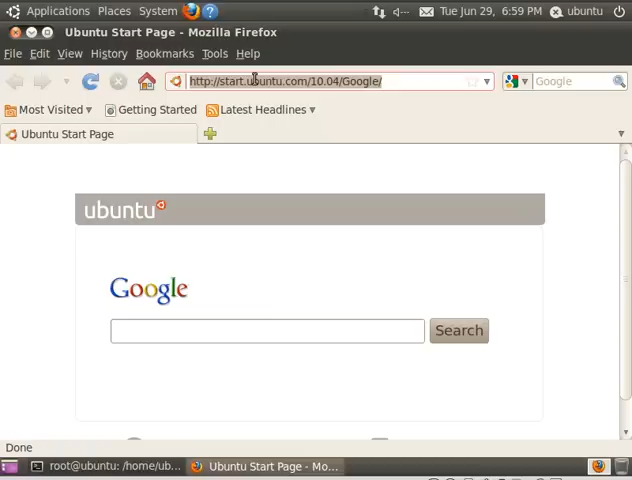 Applications Places System Tue Jun 29, 6:59 PM ubuntu
Ubuntu Start Page - Mozilla Firefox
File Edit View History Bookmarks Tools Help
http://start.ubuntu.com/10.04/Google/ Google
Most Visited Getting Started Latest Headlines
Ubuntu Start Page
ubuntu
Google
Search
Done
root@ubuntu: /home/ub... Ubuntu Start Page - Mo...